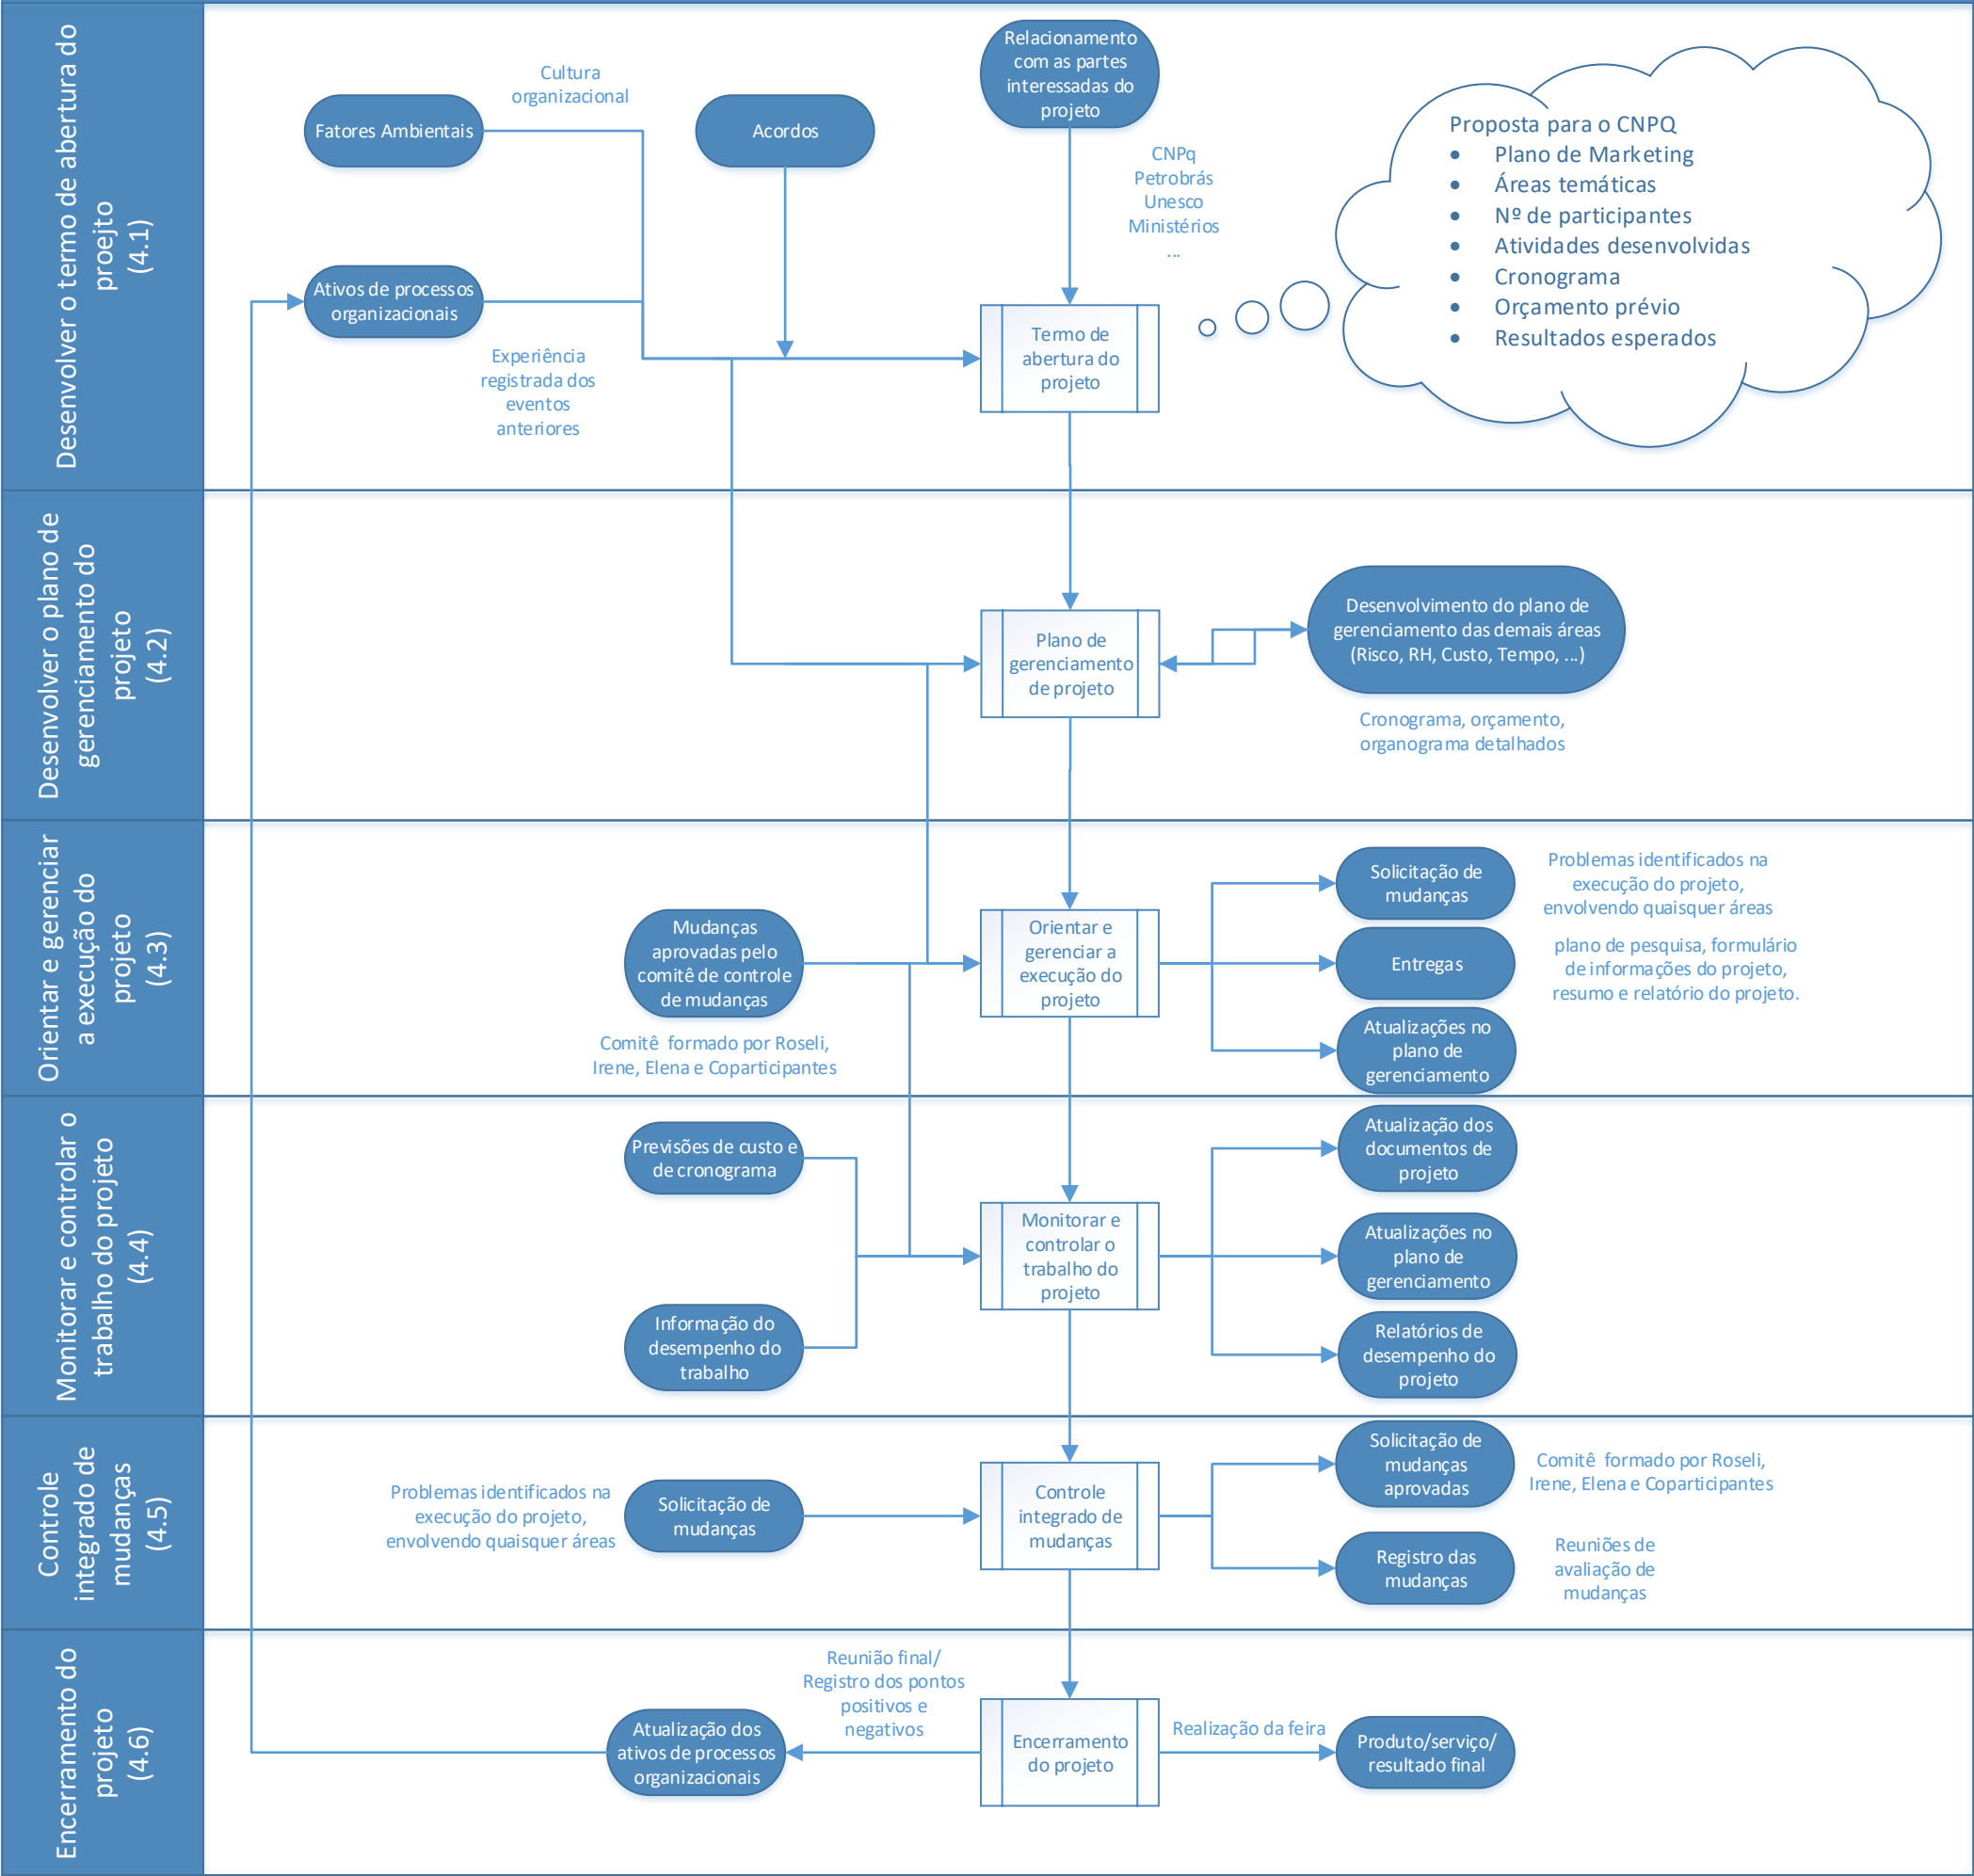 Desenvolver o termo de abertura do
proejto
(4.1)
Fatores Ambientais
Cultura
organizacional
Acordos
Relacionamento
com as partes
interessadas do
projeto
CNPq
Petrobrás
Unesco
Ministérios
...
Proposta para o CNPQ
• Plano de Marketing
• Áreas temáticas
• Nº de participantes
• Atividades desenvolvidas
• Cronograma
• Orçamento prévio
• Resultados esperados
Ativos de processos
organizacionais
Experiência
registrada dos
eventos
anteriores
Termo de
abertura do
projeto
Desenvolver o plano de
gerenciamento do
projeto
(4.2)
Plano de
gerenciamento
de projeto
Desenvolvimento do plano de
gerenciamento das demais áreas
(Risco, RH, Custo, Tempo, ...)
Cronograma, orçamento,
organograma detalhados
Orientar e gerenciar
a execução do
projeto
(4.3)
Mudanças
aprovadas pelo
comitê de controle
de mudanças
Comitê formado por Roseli,
Irene, Elena e Coparticipantes
Orientar e
gerenciar a
execução do
projeto
Solicitação de
mudanças
Problemas identificados na
execução do projeto,
envolvendo quaisquer áreas
Entregas
plano de pesquisa, formulário
de informações do projeto,
resumo e relatório do projeto.
Atualizações no
plano de
gerenciamento
Monitorar e controlar o
trabalho do projeto
(4.4)
Previsões de custo e
de cronograma
Informação do
desempenho do
trabalho
Monitorar e
controlar o
trabalho do
projeto
Atualização dos
documentos de
projeto
Atualizações no
plano de
gerenciamento
Relatórios de
desempenho do
projeto
Controle
integrado de
mudanças
(4.5)
Problemas identificados na
execução do projeto,
envolvendo quaisquer áreas
Solicitação de
mudanças
Controle
integrado de
mudanças
Solicitação de
mudanças
aprovadas
Comitê formado por Roseli,
Irene, Elena e Coparticipantes
Registro das
mudanças
Reuniões de
avaliação de
mudanças
Encerramento do
projeto
(4.6)
Atualização dos
ativos de processos
organizacionais
Reunião final/
Registro dos pontos
positivos e
negativos
Encerramento
do projeto
Realização da feira
Produto/serviço/
resultado final